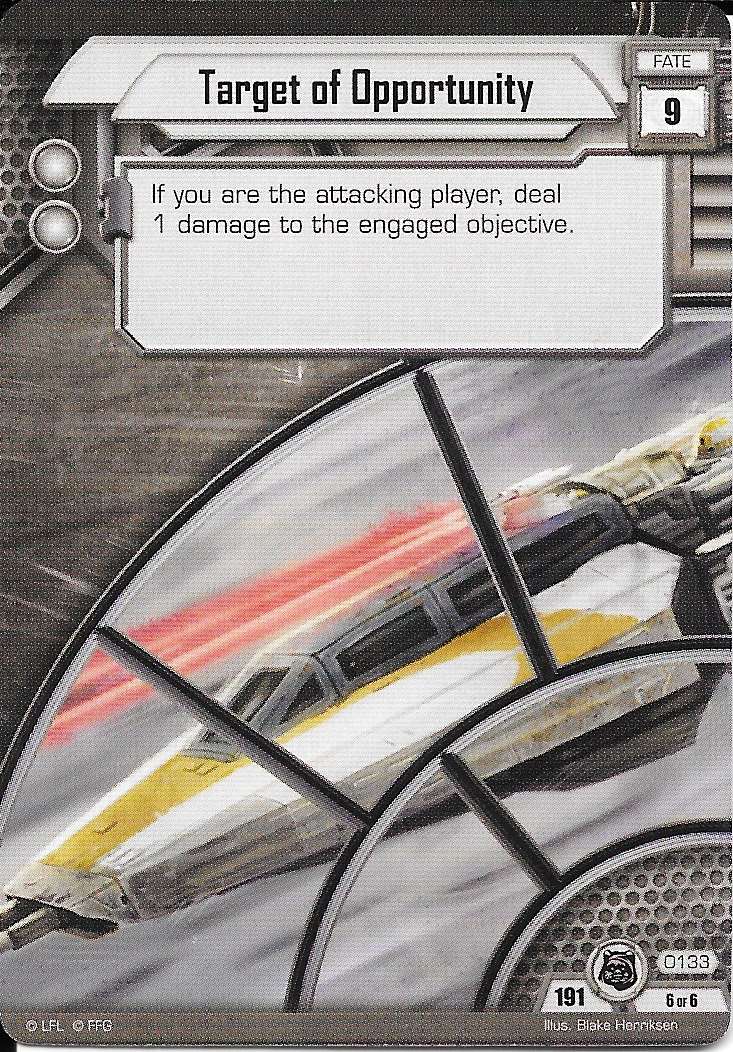 Target of Opportunity
FATE
9
If you are the attacking player, deal
1 damage to the engaged objective.
0133
191
6 OF 6
© LFL © FFG
Illus. Blake Henriksen